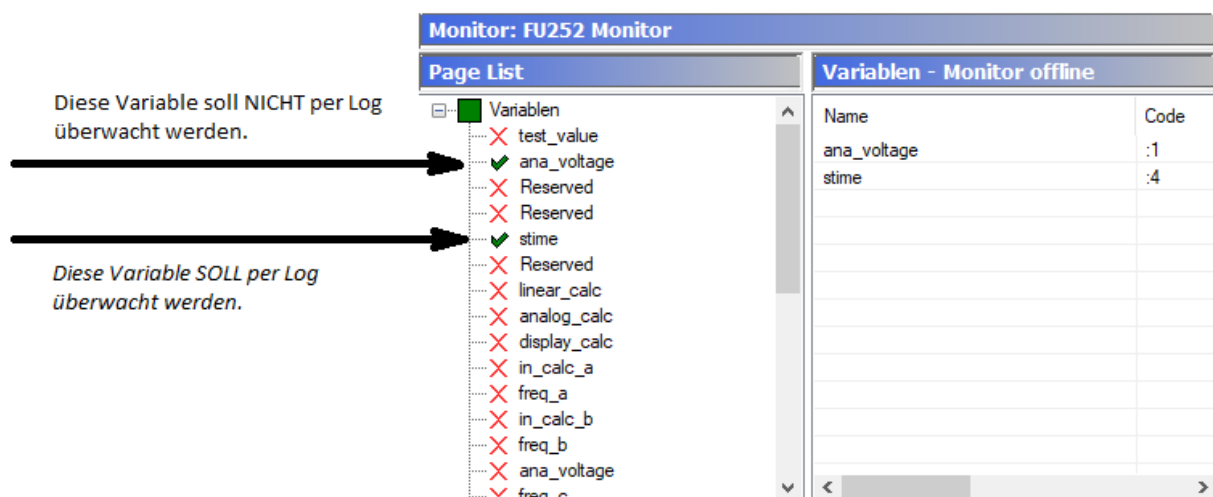 Monitor: FU252 Monitor
Page List
Variablen - Monitor offline
Diese Variable soll NICHT per Log
überwacht werden.
Diese Variable SOLL per Log
überwacht werden.
Variablen
test_value
ana_voltage
Reserved
Reserved
stime
Reserved
linear_calc
analog_calc
display_calc
in_calc_a
freq_a
in_calc_b
freq_b
ana_voltage
freq_c
Name Code
ana_voltage :1
stime :4